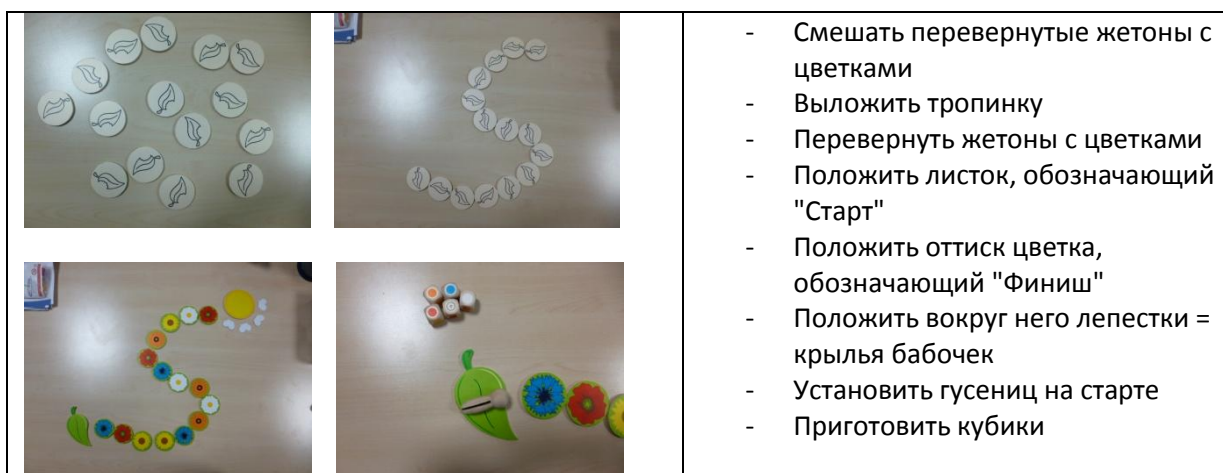 - Смешать перевернутые жетоны с
цветками
- Выложить тропинку
- Перевернуть жетоны с цветками
- Положить листок, обозначающий
"Старт"
- Положить оттиск цветка,
обозначающий "Финиш"
- Положить вокруг него лепестки =
крылья бабочек
- Установить гусениц на старте
- Приготовить кубики